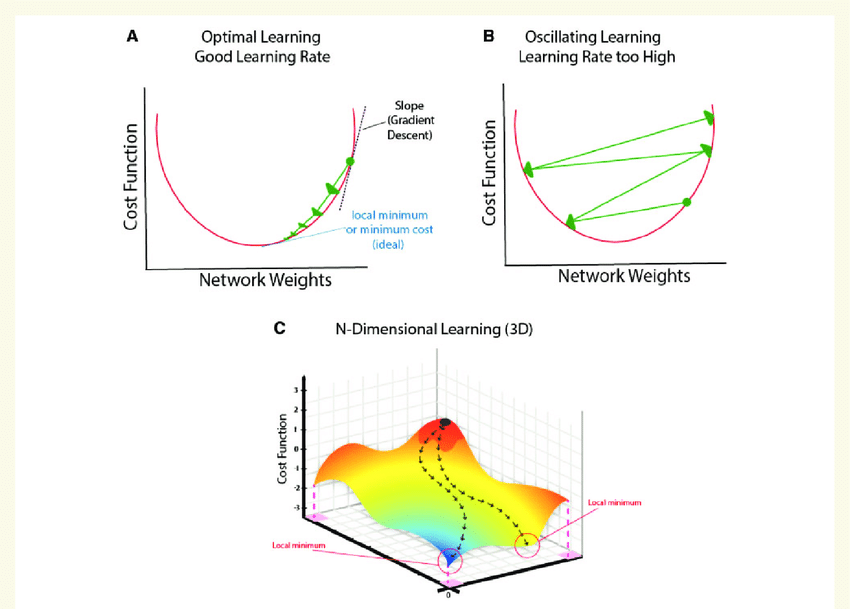 A
Optimal Learning
Good Learning Rate
Cost Function
Slope
(Gradient
Descent)
local minimum
or minimum cost
(ideal)
Network Weights
B
Oscillating Learning
Learning Rate too High
Cost Function
Network Weights
C
N-Dimensional Learning (3D)
Cost Function
3
2
1
0
-1
-2
-3
Local minimum
Local minimum
0